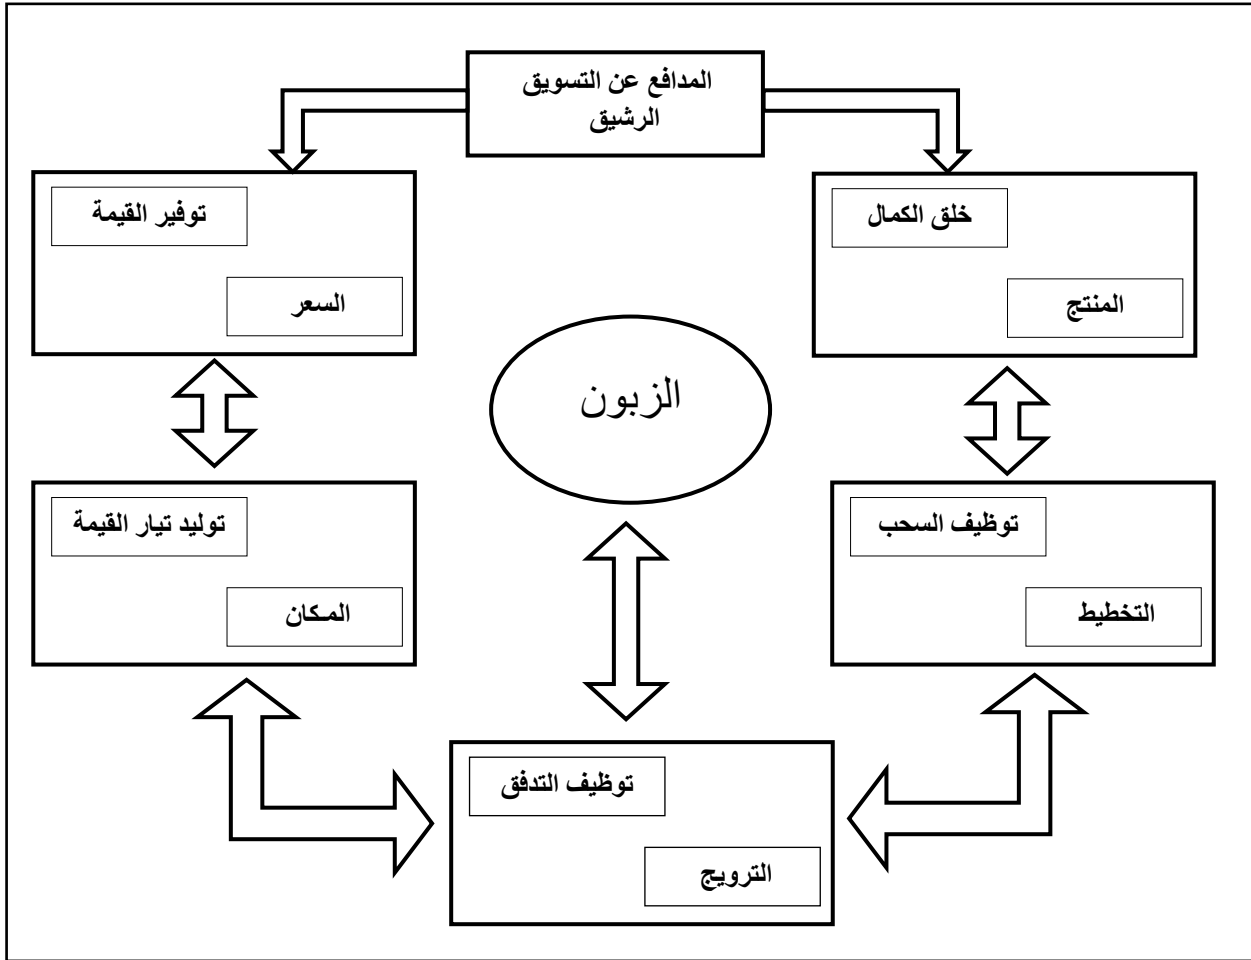 المدافع عن التسويق
الرشيق
خلق الكمال
المنتج
توفير القيمة
السعر
الزبون
توظيف السحب
التخطيط
توليد تيار القيمة
المكان
توظيف التدفق
الترويج